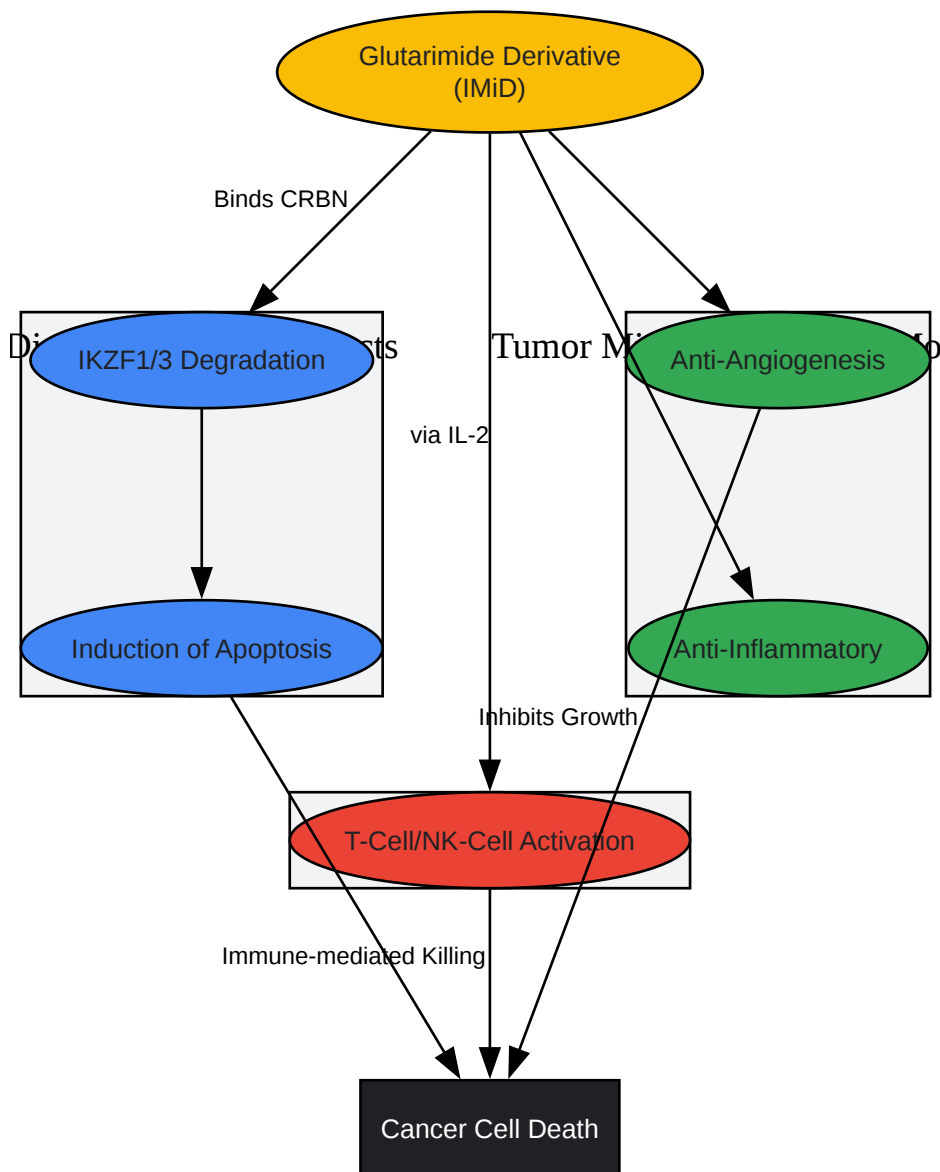 Glutarimide Derivative
(IMiD)
Binds CRBN
IKZF1/3 Degradation
Tumor
Anti-Angiogenesis
via IL-2
Induction of Apoptosis
Anti-Inflammatory
Inhibits Growth
T-Cell/NK-Cell Activation
Immune-mediated Killing
Cancer Cell Death